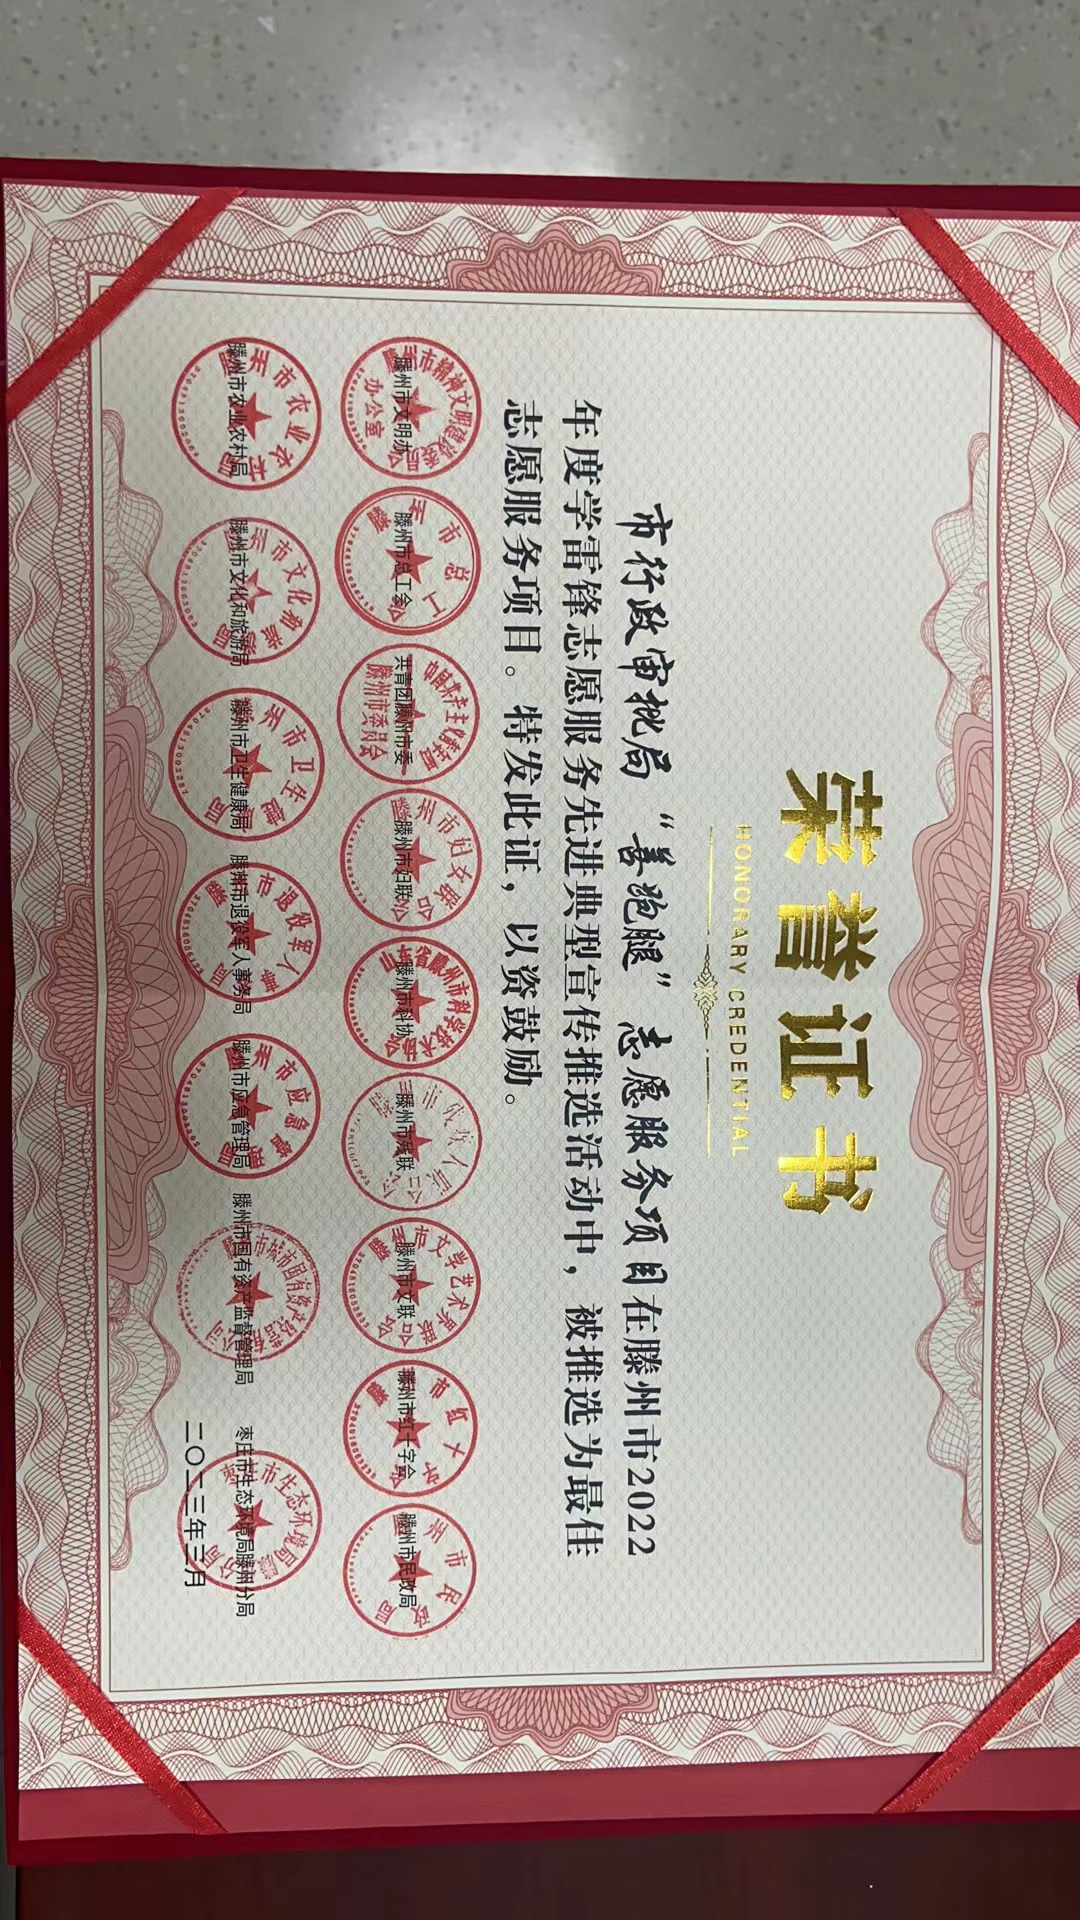 荣誉证书
HONORARY CREDENTIAL
市行政审批局“善跑腿”志愿服务项目在滕州市2022
年度学雷锋志愿服务先进典型宣传推选活动中，被推选为最佳
志愿服务项目。特发此证，以资鼓励。
滕州市文明办 滕州市总工会 共青团滕州市委 滕州市妇联 滕州市科协 滕州市残联 滕州市文联 滕州市红十字会 滕州市民政局
滕州市农业农村局 滕州市文化和旅游局 滕州市卫生健康局 滕州市退役军人事务局 滕州市应急管理局 滕州市国有资产监督管理局 枣庄市生态环境局滕州分局
二〇二三年三月